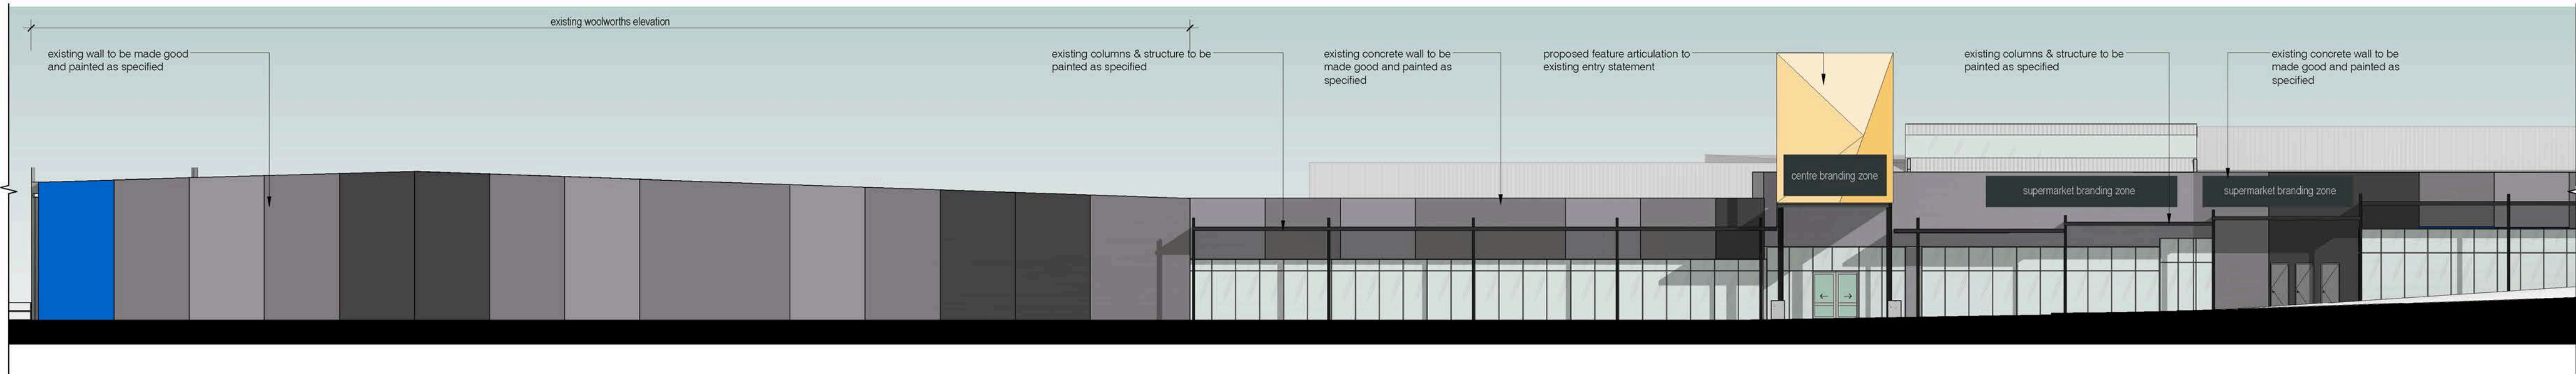 existing woolworths elevation
existing wall to be made good
and painted as specified
existing columns & structure to be
painted as specified
existing concrete wall to be
made good and painted as
specified
proposed feature articulation to
existing entry statement
existing columns & structure to be
painted as specified
existing concrete wall to be
made good and painted as
specified
centre branding zone
supermarket branding zone
supermarket branding zone